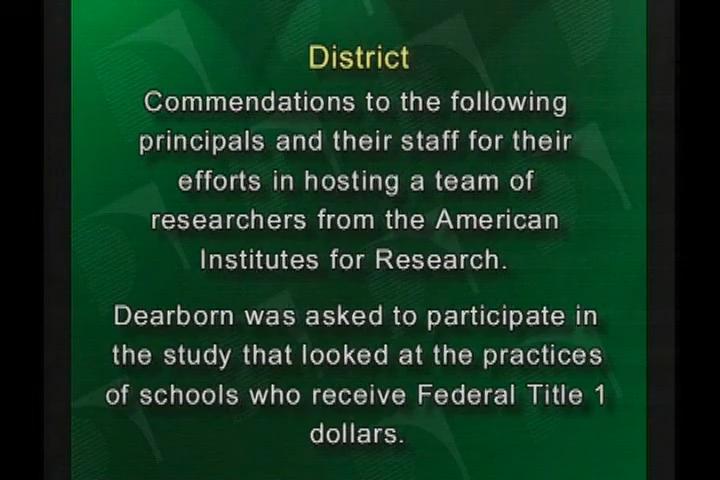 District
Commendations to the following
principals and their staff for their
efforts in hosting a team of
researchers from the American
Institutes for Research.
Dearborn was asked to participate in
the study that looked at the practices
of schools who receive Federal Title 1
dollars.